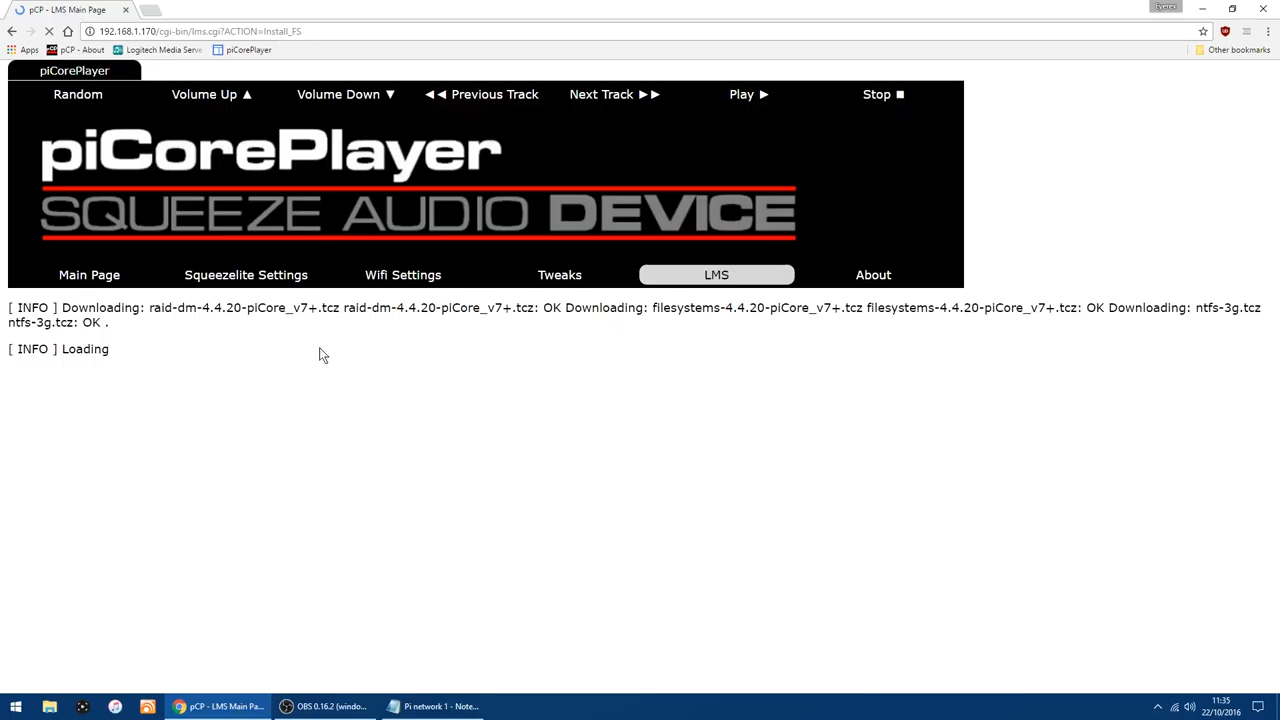 pCP - LMS Main Page
Eyerex
192.168.1.170/cgi-bin/lms.cgi?ACTION=Install_FS
Apps pCP - About Logitech Media Serve piCorePlayer Other bookmarks
piCorePlayer
Random Volume Up ▲ Volume Down ▼ ◀◀ Previous Track Next Track ▶▶ Play ▶ Stop ■
piCorePlayer
SQUEEZE AUDIO DEVICE
Main Page Squeezelite Settings Wifi Settings Tweaks LMS About
[ INFO ] Downloading: raid-dm-4.4.20-piCore_v7+.tcz raid-dm-4.4.20-piCore_v7+.tcz: OK Downloading: filesystems-4.4.20-piCore_v7+.tcz filesystems-4.4.20-piCore_v7+.tcz: OK Downloading: ntfs-3g.tcz
ntfs-3g.tcz: OK .
[ INFO ] Loading
pCP - LMS Main Pa... OBS 0.16.2 (windo... Pi network 1 - Note...
11:35
22/10/2016